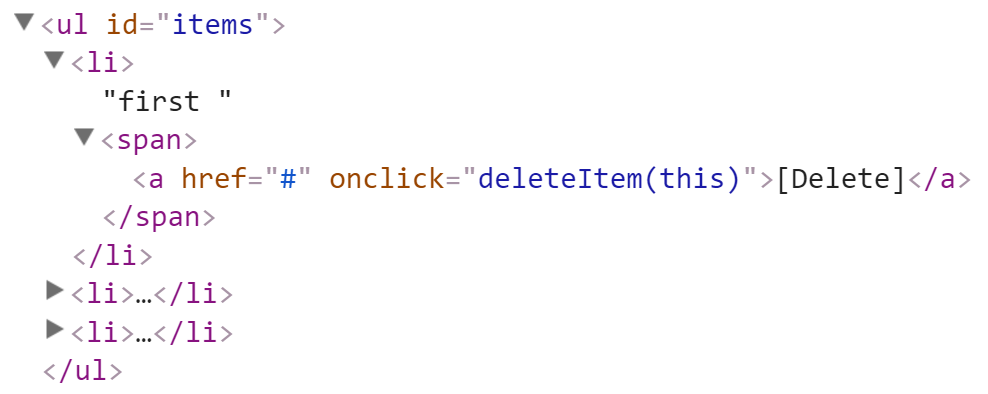 ▼<ul id="items">
▼<li>
"first "
▼<span>
<a href="#" onclick="deleteItem(this)">[Delete]</a>
</span>
</li>
▶<li>…</li>
▶<li>…</li>
</ul>